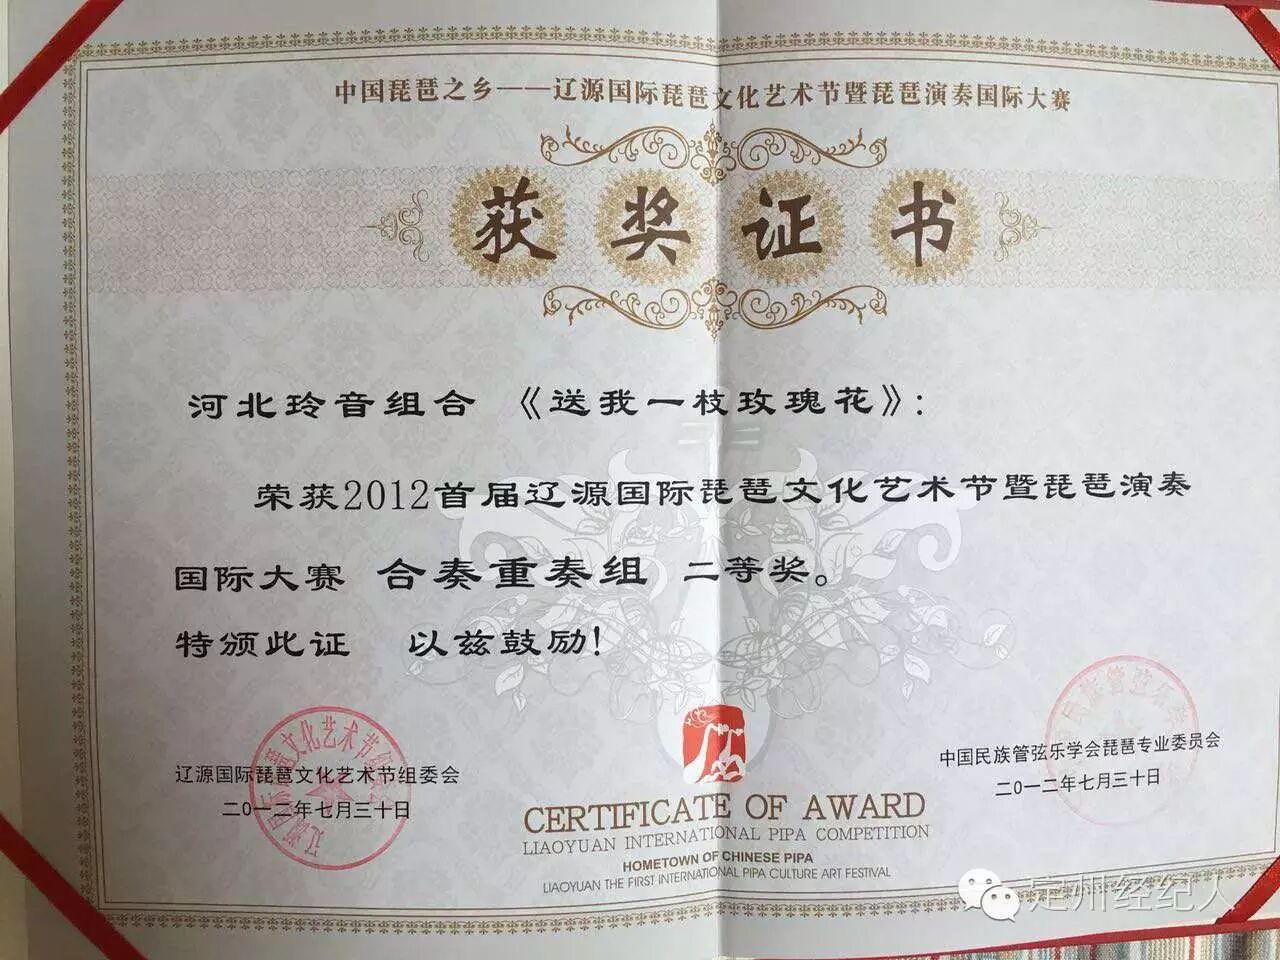 中国琵琶之乡——辽源国际琵琶文化艺术节暨琵琶演奏国际大赛
获奖证书
河北玲音组合 《送我一枝玫瑰花》:
荣获2012首届辽源国际琵琶文化艺术节暨琵琶演奏
国际大赛 合奏重奏组 二等奖。
特颁此证 以兹鼓励!
辽源国际琵琶文化艺术节组委会
二0一二年七月三十日
中国民族管弦乐学会琵琶专业委员会
二0一二年七月三十日
CERTIFICATE OF AWARD
LIAOYUAN INTERNATIONAL PIPA COMPETITION
HOMETOWN OF CHINESE PIPA
LIAOYUAN THE FIRST INTERNATIONAL PIPA CULTURE ART FESTIVAL
定州经纪人